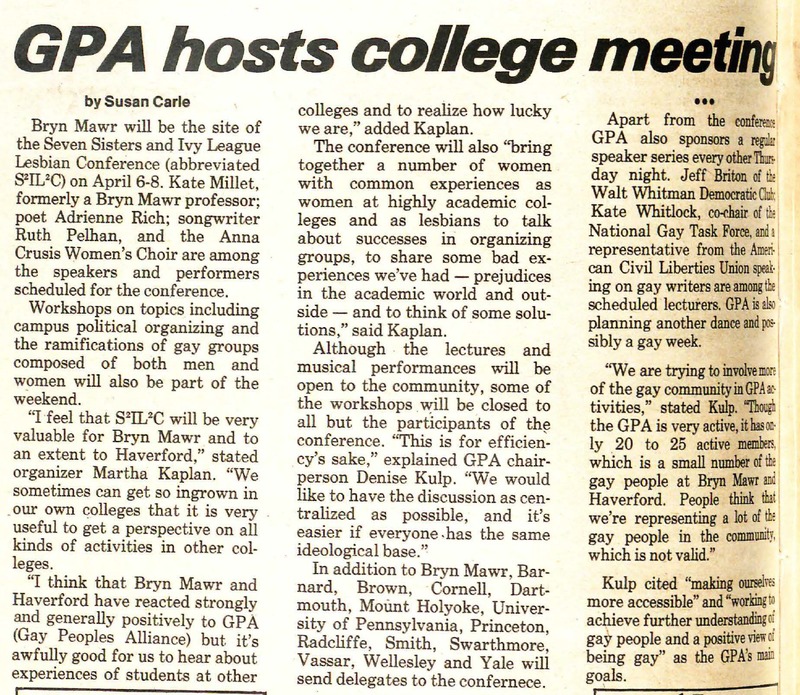 GPA hosts college meeting
by Susan Carle
Bryn Mawr will be the site of
the Seven Sisters and Ivy League
Lesbian Conference (abbreviated
S²IL²C) on April 6-8. Kate Millet,
formerly a Bryn Mawr professor;
poet Adrienne Rich; songwriter
Ruth Pelhan, and the Anna
Crusis Women's Choir are among
the speakers and performers
scheduled for the conference.
Workshops on topics including
campus political organizing and
the ramifications of gay groups
composed of both men and
women will also be part of the
weekend.
"I feel that S²IL²C will be very
valuable for Bryn Mawr and to
an extent to Haverford," stated
organizer Martha Kaplan. "We
sometimes can get so ingrown in
our own colleges that it is very
useful to get a perspective on all
kinds of activities in other col-
leges.
"I think that Bryn Mawr and
Haverford have reacted strongly
and generally positively to GPA
(Gay Peoples Alliance) but it's
awfully good for us to hear about
experiences of students at other
colleges and to realize how lucky
we are," added Kaplan.
The conference will also "bring
together a number of women
with common experiences as
women at highly academic col-
leges and as lesbians to talk
about successes in organizing
groups, to share some bad ex-
periences we've had — prejudices
in the academic world and out-
side — and to think of some solu-
tions," said Kaplan.
Although the lectures and
musical performances will be
open to the community, some of
the workshops will be closed to
all but the participants of the
conference. "This is for efficien-
cy's sake," explained GPA chair-
person Denise Kulp. "We would
like to have the discussion as cen-
tralized as possible, and it's
easier if everyone has the same
ideological base."
In addition to Bryn Mawr, Bar-
nard, Brown, Cornell, Dart-
mouth, Mount Holyoke, Univer-
sity of Pennsylvania, Princeton,
Radcliffe, Smith, Swarthmore,
Vassar, Wellesley and Yale will
send delegates to the confernece.
•••
Apart from the conference
GPA also sponsors a regular
speaker series every other Thurs-
day night. Jeff Briton of the
Walt Whitman Democratic Club;
Kate Whitlock, co-chair of the
National Gay Task Force, and a
representative from the Ameri-
can Civil Liberties Union speak-
ing on gay writers are among the
scheduled lecturers. GPA is also
planning another dance and pos-
sibly a gay week.
"We are trying to involve more
of the gay community in GPA ac-
tivities," stated Kulp. "Though
the GPA is very active, it has on-
ly 20 to 25 active members,
which is a small number of the
gay people at Bryn Mawr and
Haverford. People think that
we're representing a lot of the
gay people in the community,
which is not valid."
Kulp cited "making ourselves
more accessible" and "working to
achieve further understanding of
gay people and a positive view of
being gay" as the GPA's main
goals.